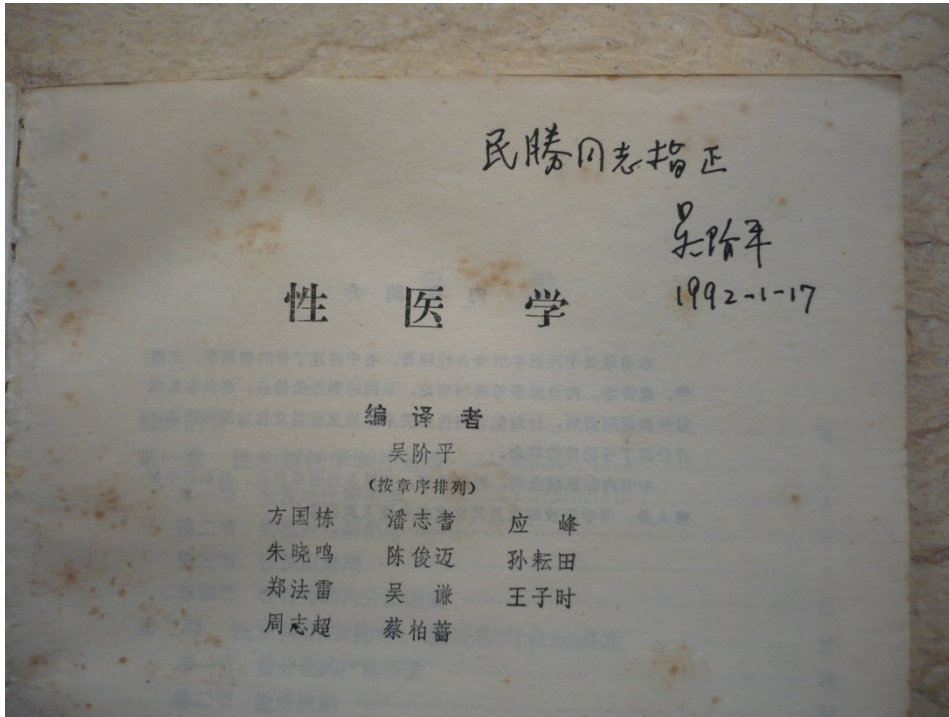 民勝同志指正
吴阶平
1992-1-17
性医学
编译者
吴阶平
（按章序排列）
方国栋 潘志耆 应峰
朱晓鸣 陈俊迈 孙耘田
郑法雷 吴谦 王子时
周志超 蔡柏蔷